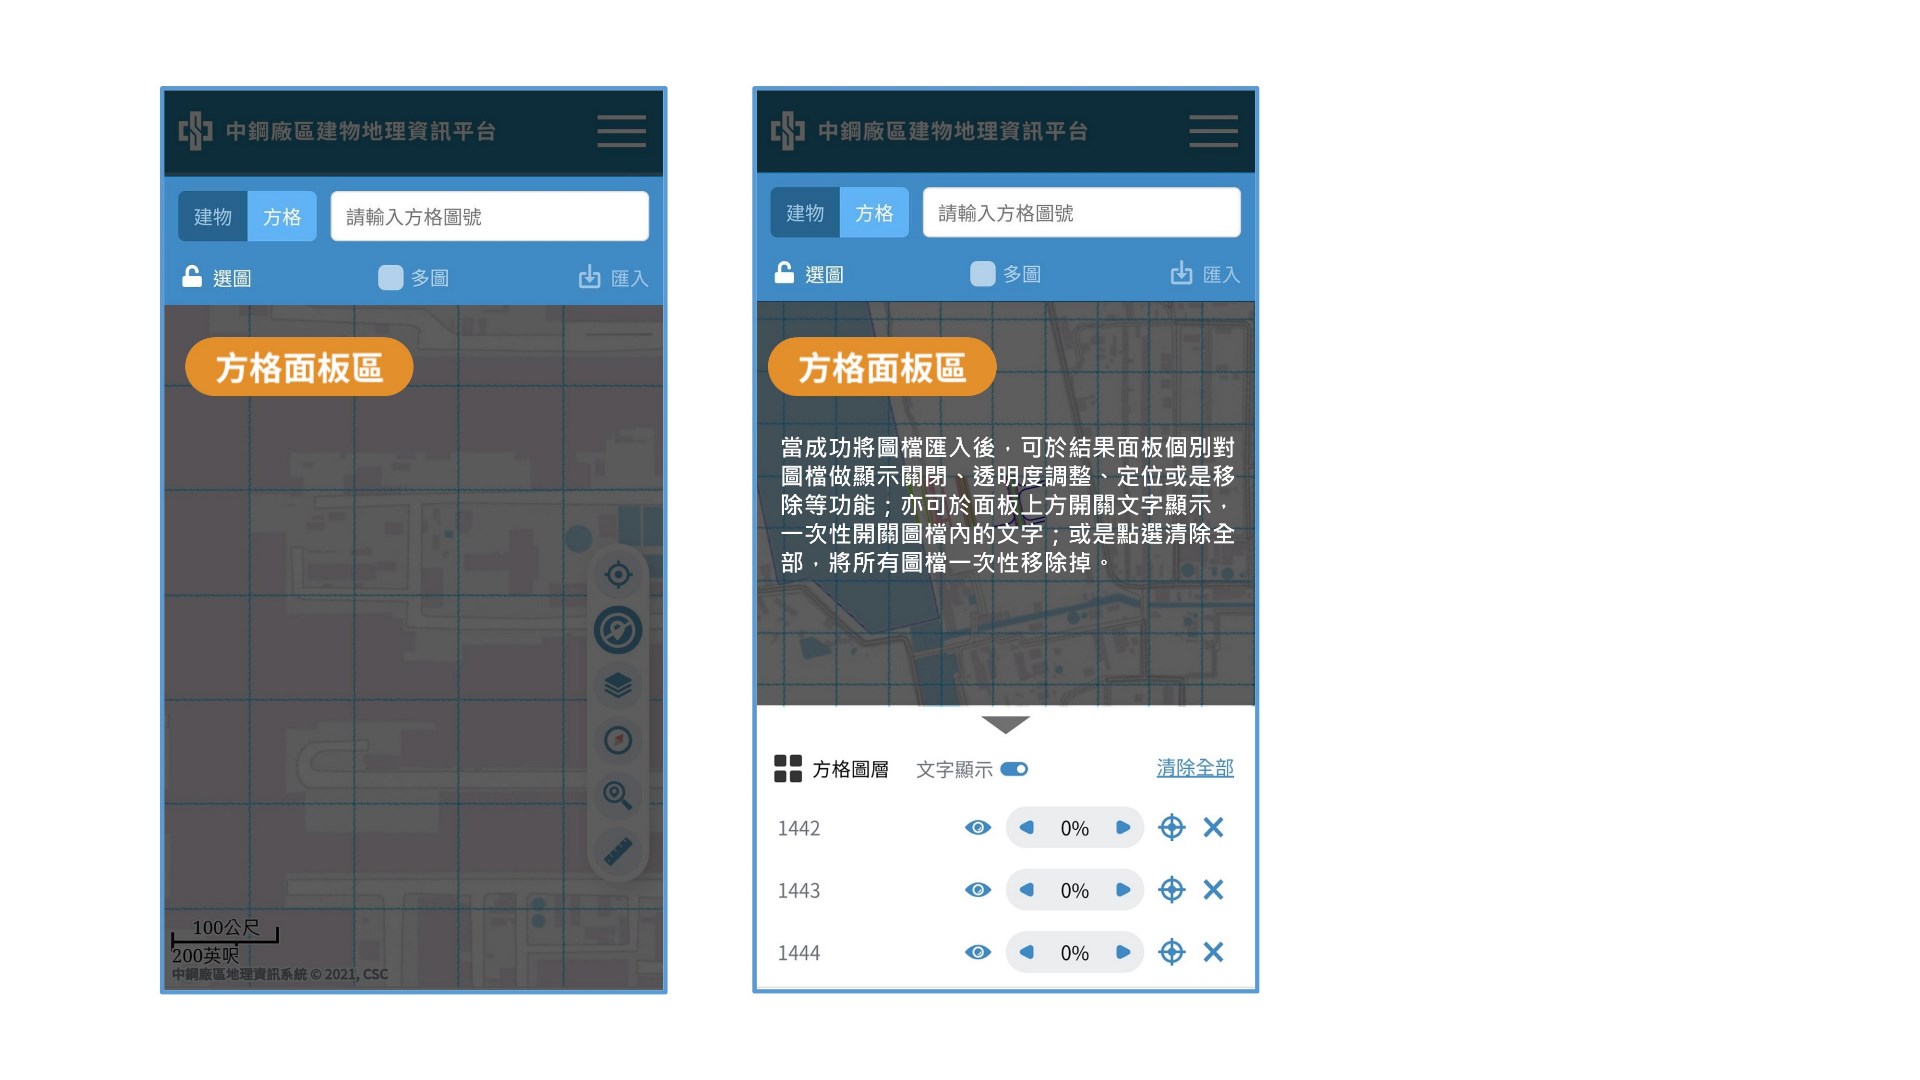 中鋼廠區建物地理資訊平台
建物 方格 請輸入方格圖號
選圖 多圖 匯入
方格面板區
100公尺
200英呎
中鋼廠區地理資訊系統 © 2021, CSC
中鋼廠區建物地理資訊平台
建物 方格 請輸入方格圖號
選圖 多圖 匯入
方格面板區
當成功將圖檔匯入後，可於結果面板個別對
圖檔做顯示關閉、透明度調整、定位或是移
除等功能；亦可於面板上方開關文字顯示，
一次性開關圖檔內的文字；或是點選清除全
部，將所有圖檔一次性移除掉。
方格圖層 文字顯示 清除全部
1442 0%
1443 0%
1444 0%